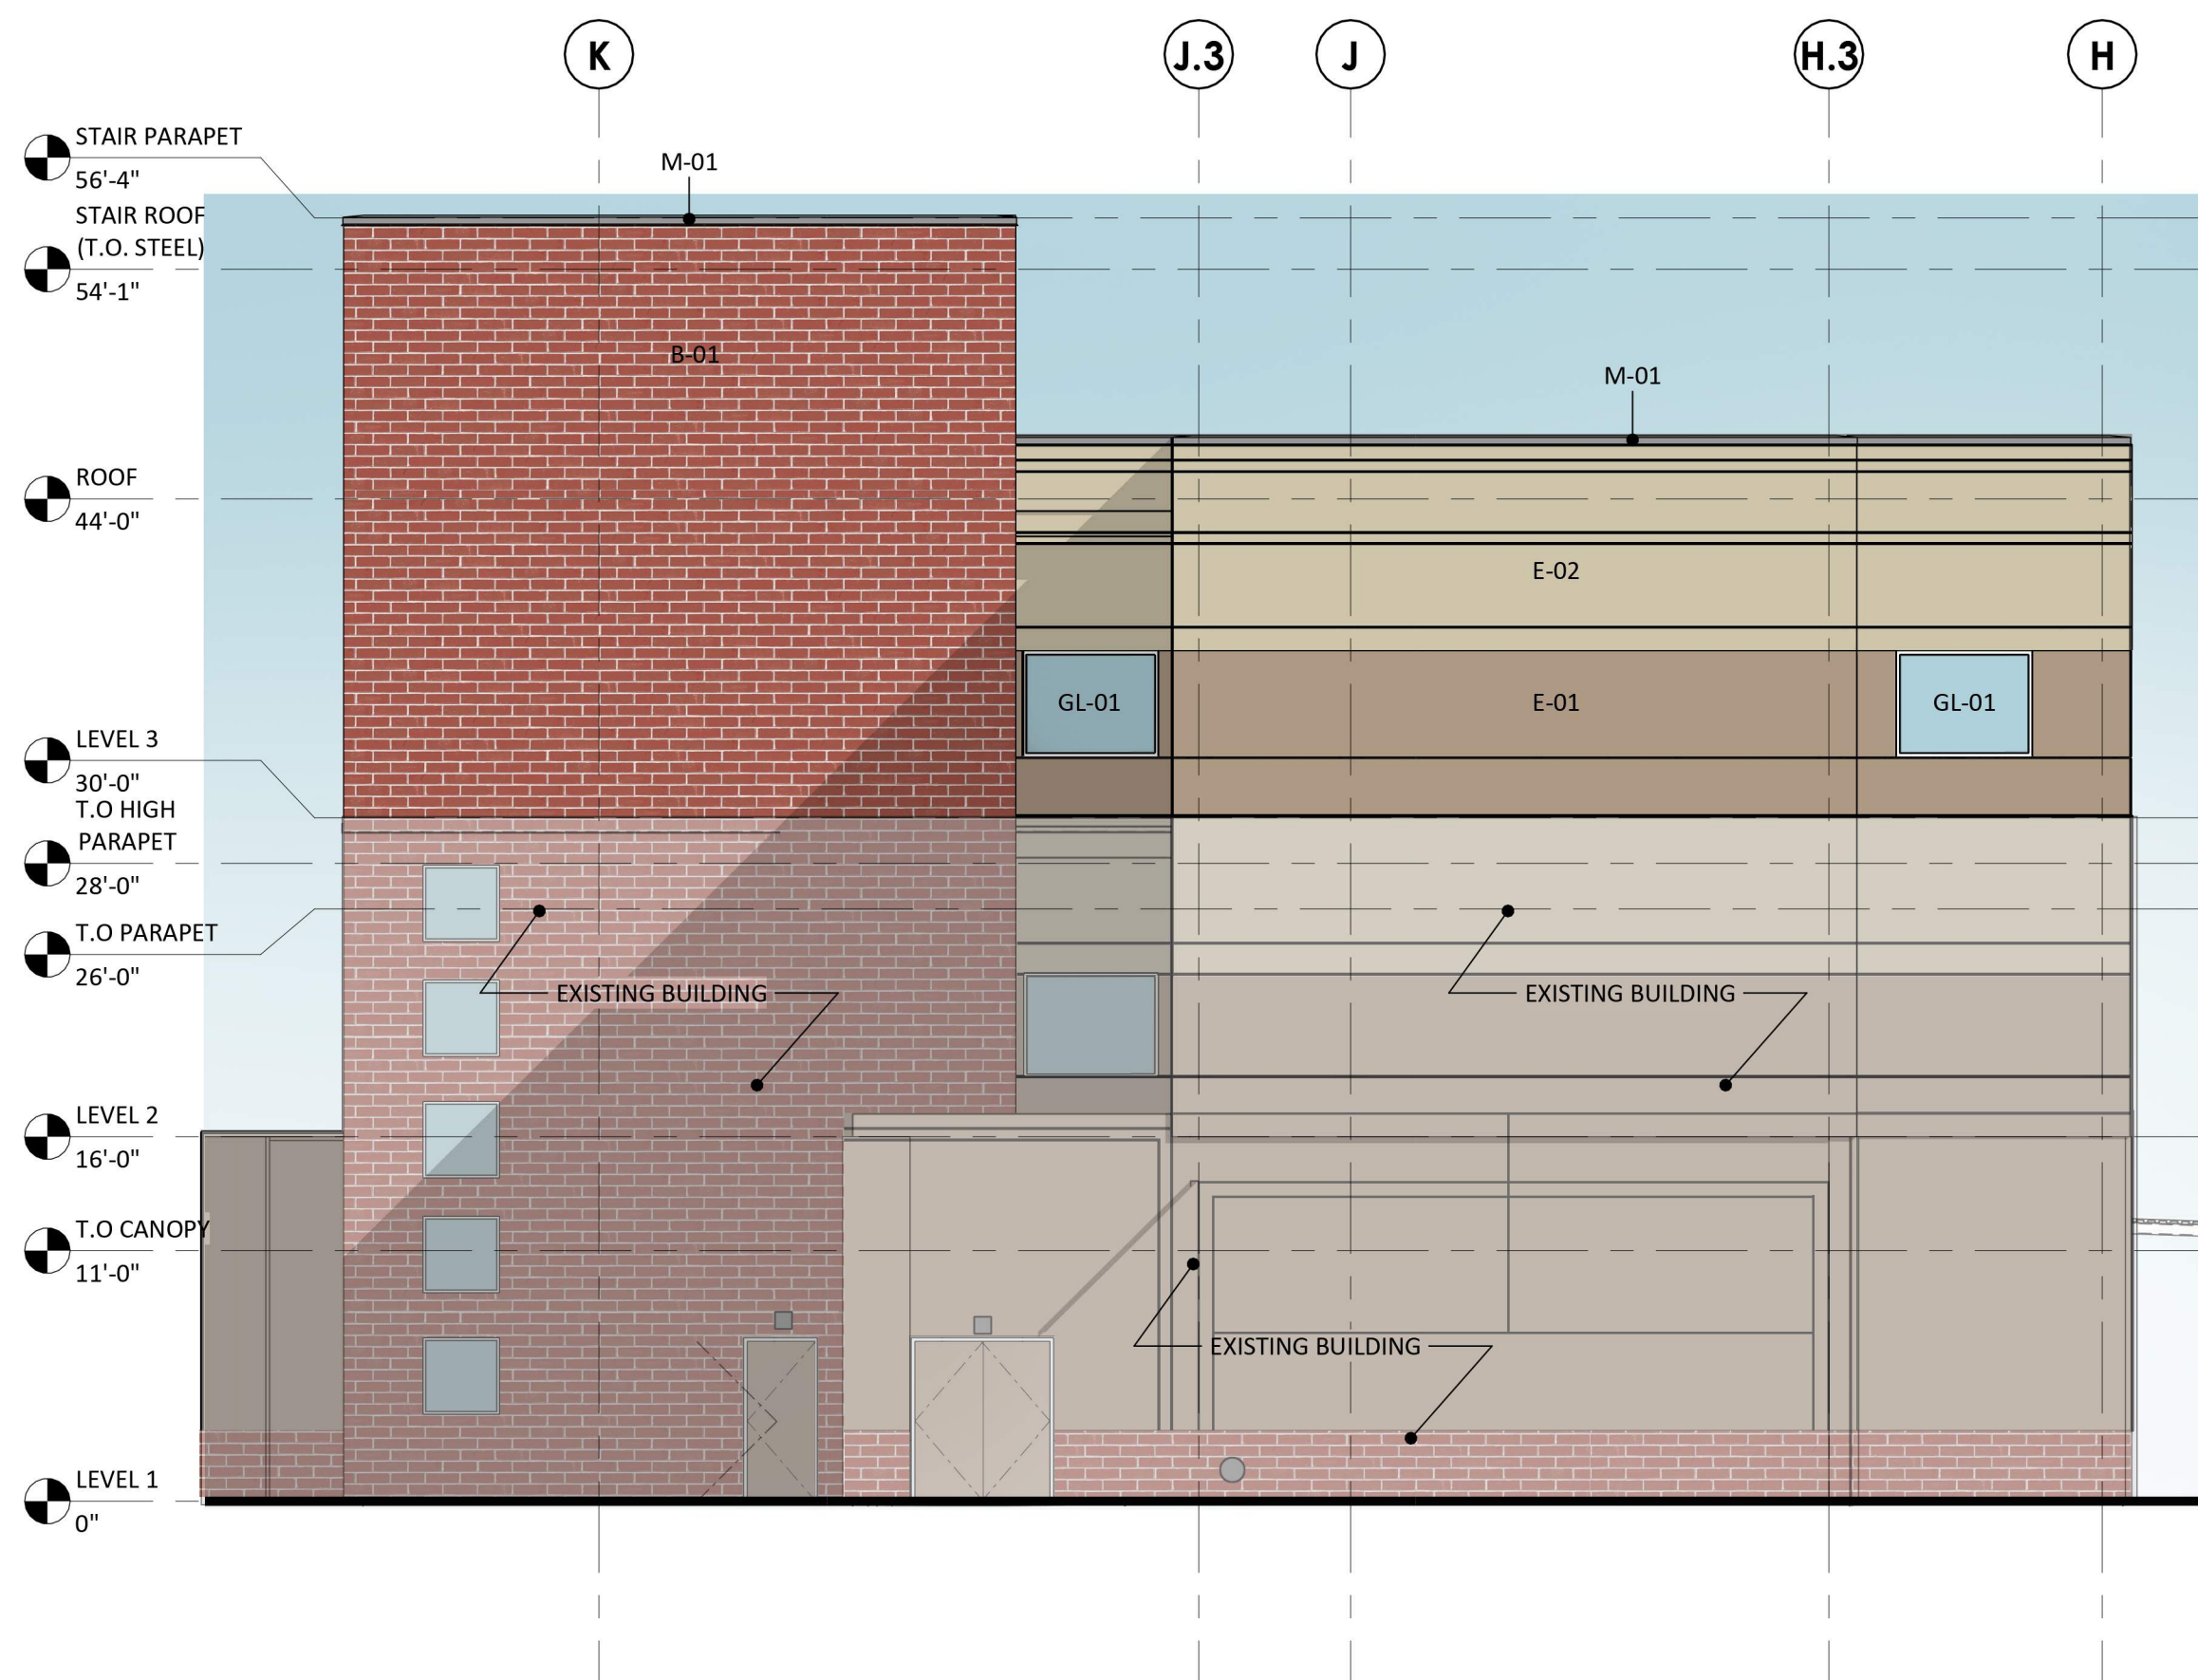 K
J.3
J
H.3
H
STAIR PARAPET
56'-4"
STAIR ROOF
(T.O. STEEL)
54'-1"
ROOF
44'-0"
LEVEL 3
30'-0"
T.O HIGH
PARAPET
28'-0"
T.O PARAPET
26'-0"
LEVEL 2
16'-0"
T.O CANOPY
11'-0"
LEVEL 1
0"
M-01
B-01
M-01
E-02
GL-01
E-01
GL-01
EXISTING BUILDING
EXISTING BUILDING
EXISTING BUILDING